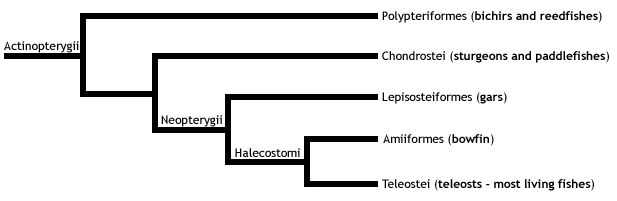 Polypteriformes (bichirs and reedfishes)
Actinopterygii
Chondrostei (sturgeons and paddlefishes)
Lepisosteiformes (gars)
Neopterygii
Amiiformes (bowfin)
Halecostomi
Teleostei (teleosts - most living fishes)